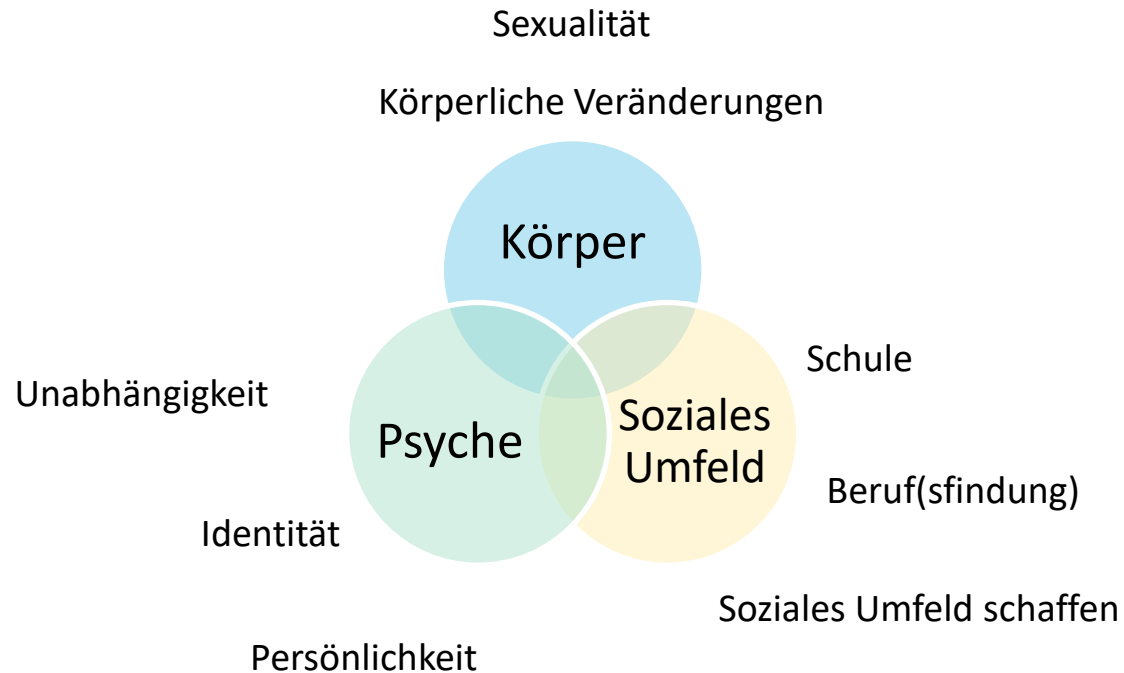 Sexualität
Körperliche Veränderungen
Körper
Schule
Unabhängigkeit
Soziales
Umfeld
Psyche
Beruf(sfindung)
Identität
Soziales Umfeld schaffen
Persönlichkeit